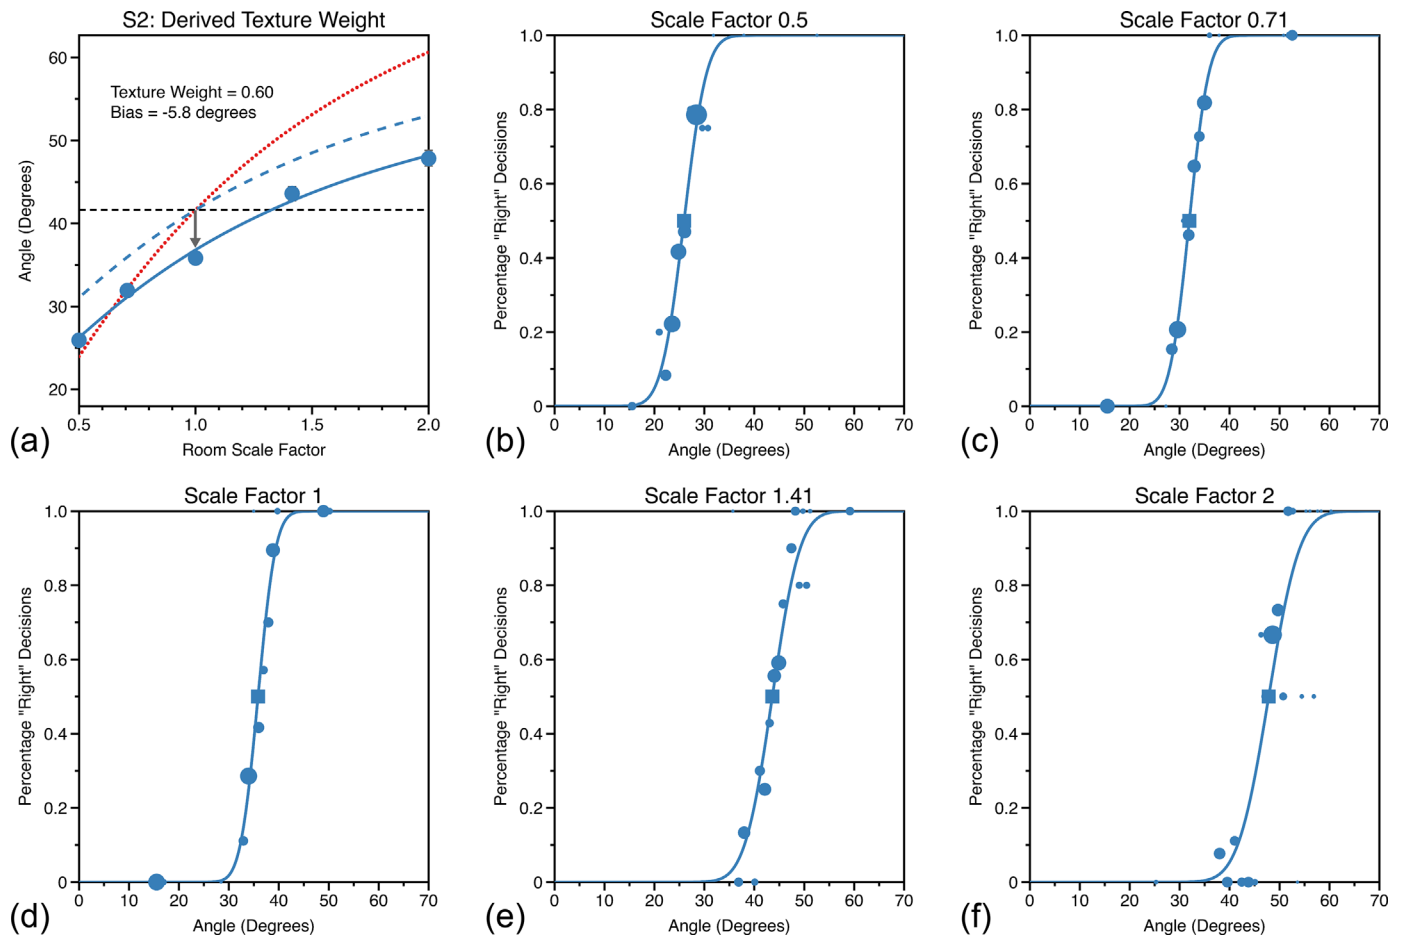 S2: Derived Texture Weight
Texture Weight = 0.60
Bias = -5.8 degrees
Angle (Degrees)
60
50
40
30
20
0.5 1.0 1.5 2.0
Room Scale Factor
(a)
Scale Factor 0.5
Percentage "Right" Decisions
1.0
0.8
0.6
0.4
0.2
0
0 10 20 30 40 50 60 70
Angle (Degrees)
(b)
Scale Factor 0.71
Percentage "Right" Decisions
1.0
0.8
0.6
0.4
0.2
0
0 10 20 30 40 50 60 70
Angle (Degrees)
(c)
Scale Factor 1
Percentage "Right" Decisions
1.0
0.8
0.6
0.4
0.2
0
0 10 20 30 40 50 60 70
Angle (Degrees)
(d)
Scale Factor 1.41
Percentage "Right" Decisions
1.0
0.8
0.6
0.4
0.2
0
0 10 20 30 40 50 60 70
Angle (Degrees)
(e)
Scale Factor 2
Percentage "Right" Decisions
1.0
0.8
0.6
0.4
0.2
0
0 10 20 30 40 50 60 70
Angle (Degrees)
(f)